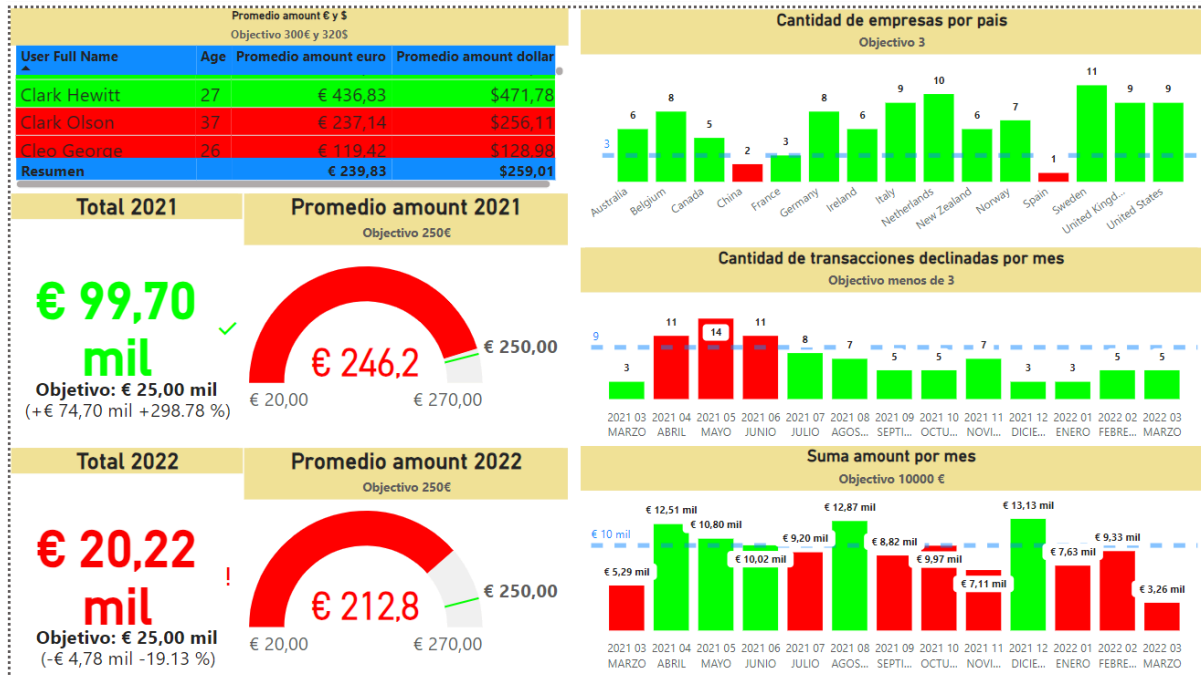 Promedio amount € y $
Objectivo 300€ y 320$
User Full Name Age Promedio amount euro Promedio amount dollar
Clark Hewitt 27 € 436,83 $471,78
Clark Olson 37 € 237,14 $256,11
Cleo George 26 € 119,42 $128,98
Resumen € 239,83 $259,01
Total 2021
€ 99,70
mil
Objetivo: € 25,00 mil
(+€ 74,70 mil +298.78 %)
Promedio amount 2021
Objectivo 250€
€ 246,2
€ 250,00
€ 20,00 € 270,00
Total 2022
€ 20,22
mil
!
Objetivo: € 25,00 mil
(-€ 4,78 mil -19.13 %)
Promedio amount 2022
Objectivo 250€
€ 212,8
€ 250,00
€ 20,00 € 270,00
Cantidad de empresas por pais
Objectivo 3
3
6 8 5 2 3 8 6 9 10 6 7 1 11 9 9
Australia Belgium Canada China France Germany Ireland Italy Netherlands New Zealand Norway Spain Sweden United Kingd... United States
Cantidad de transacciones declinadas por mes
Objectivo menos de 3
9
3 11 14 11 8 7 5 5 7 3 3 5 5
2021 03 2021 04 2021 05 2021 06 2021 07 2021 08 2021 09 2021 10 2021 11 2021 12 2022 01 2022 02 2022 03
MARZO ABRIL MAYO JUNIO JULIO AGOS... SEPTI... OCTU... NOVI... DICIE... ENERO FEBRE... MARZO
Suma amount por mes
Objectivo 10000 €
€ 10 mil
€ 5,29 mil € 12,51 mil € 10,80 mil € 10,02 mil € 9,20 mil € 12,87 mil € 8,82 mil € 9,97 mil € 7,11 mil € 13,13 mil € 7,63 mil € 9,33 mil € 3,26 mil
2021 03 2021 04 2021 05 2021 06 2021 07 2021 08 2021 09 2021 10 2021 11 2021 12 2022 01 2022 02 2022 03
MARZO ABRIL MAYO JUNIO JULIO AGOS... SEPTI... OCTU... NOVI... DICIE... ENERO FEBRE... MARZO